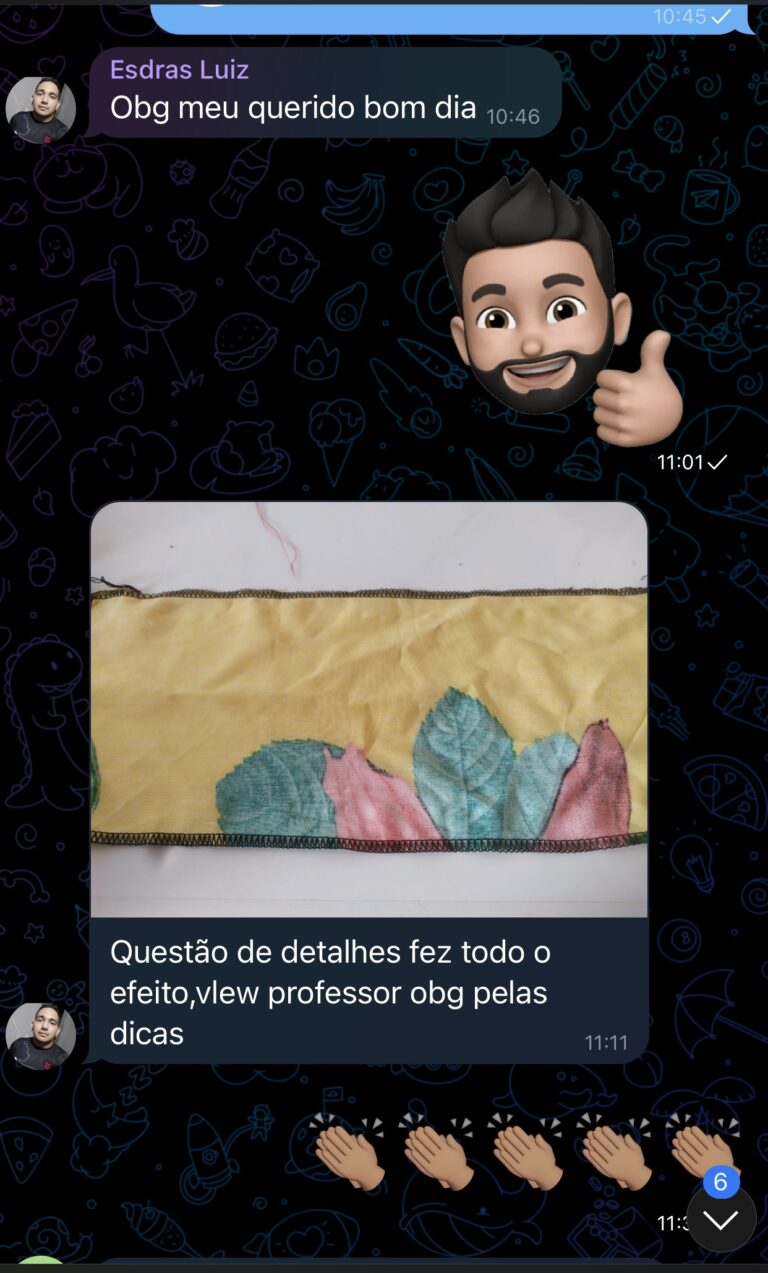 10:45
Esdras Luiz
Obg meu querido bom dia 10:46
11:01
Questão de detalhes fez todo o
efeito,vlew professor obg pelas
dicas
11:11
6
11:3